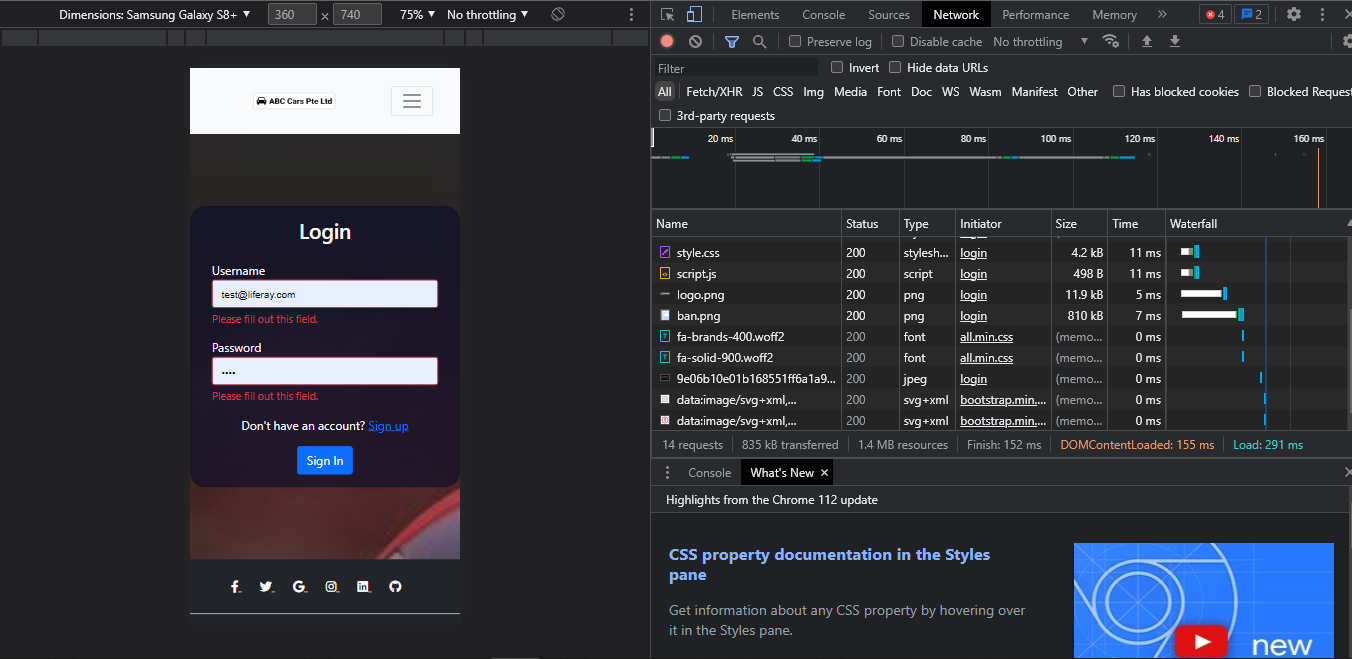 Dimensions: Samsung Galaxy S8+ ▼ 360 × 740 75% ▼ No throttling ▼
Elements Console Sources Network Performance Memory » 4 2
Preserve log Disable cache No throttling ▼
Filter Invert Hide data URLs
All Fetch/XHR JS CSS Img Media Font Doc WS Wasm Manifest Other Has blocked cookies Blocked Request
3rd-party requests
20 ms 40 ms 60 ms 80 ms 100 ms 120 ms 140 ms 160 ms
Name Status Type Initiator Size Time Waterfall
style.css 200 stylesh... login 4.2 kB 11 ms
script.js 200 script login 498 B 11 ms
logo.png 200 png login 11.9 kB 5 ms
ban.png 200 png login 810 kB 7 ms
fa-brands-400.woff2 200 font all.min.css (memo... 0 ms
fa-solid-900.woff2 200 font all.min.css (memo... 0 ms
9e06b10e01b168551ff6a1a9... 200 jpeg login (memo... 0 ms
data:image/svg+xml,... 200 svg+xml bootstrap.min.... (memo... 0 ms
data:image/svg+xml,... 200 svg+xml bootstrap.min.... (memo... 0 ms
14 requests 835 kB transferred 1.4 MB resources Finish: 152 ms DOMContentLoaded: 155 ms Load: 291 ms
Console What's New ×
Highlights from the Chrome 112 update
CSS property documentation in the Styles
pane
Get information about any CSS property by hovering over
it in the Styles pane.
new
ABC Cars Pte Ltd
Login
Username
test@liferay.com
Please fill out this field.
Password
••••
Please fill out this field.
Don't have an account? Sign up
Sign In